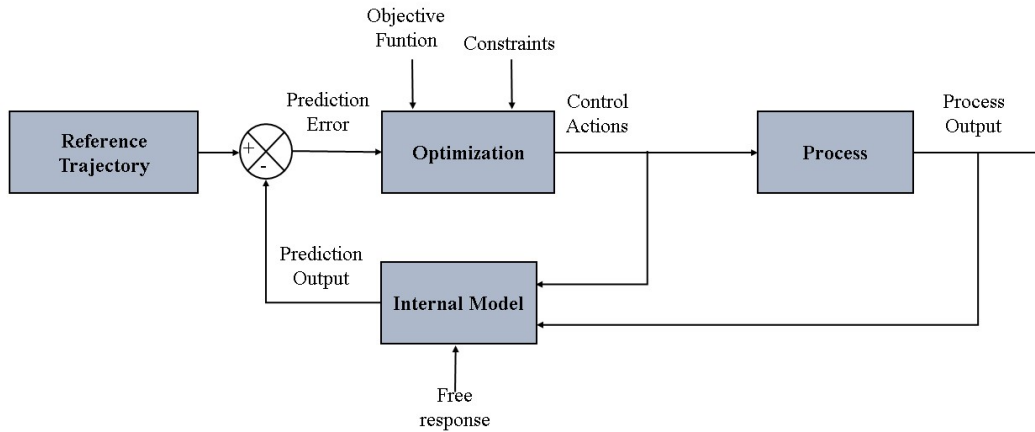 Objective
Funtion
Constraints
Prediction
Error
Control
Actions
Process
Output
Reference
Trajectory
+
-
Optimization
Process
Prediction
Output
Internal Model
Free
response